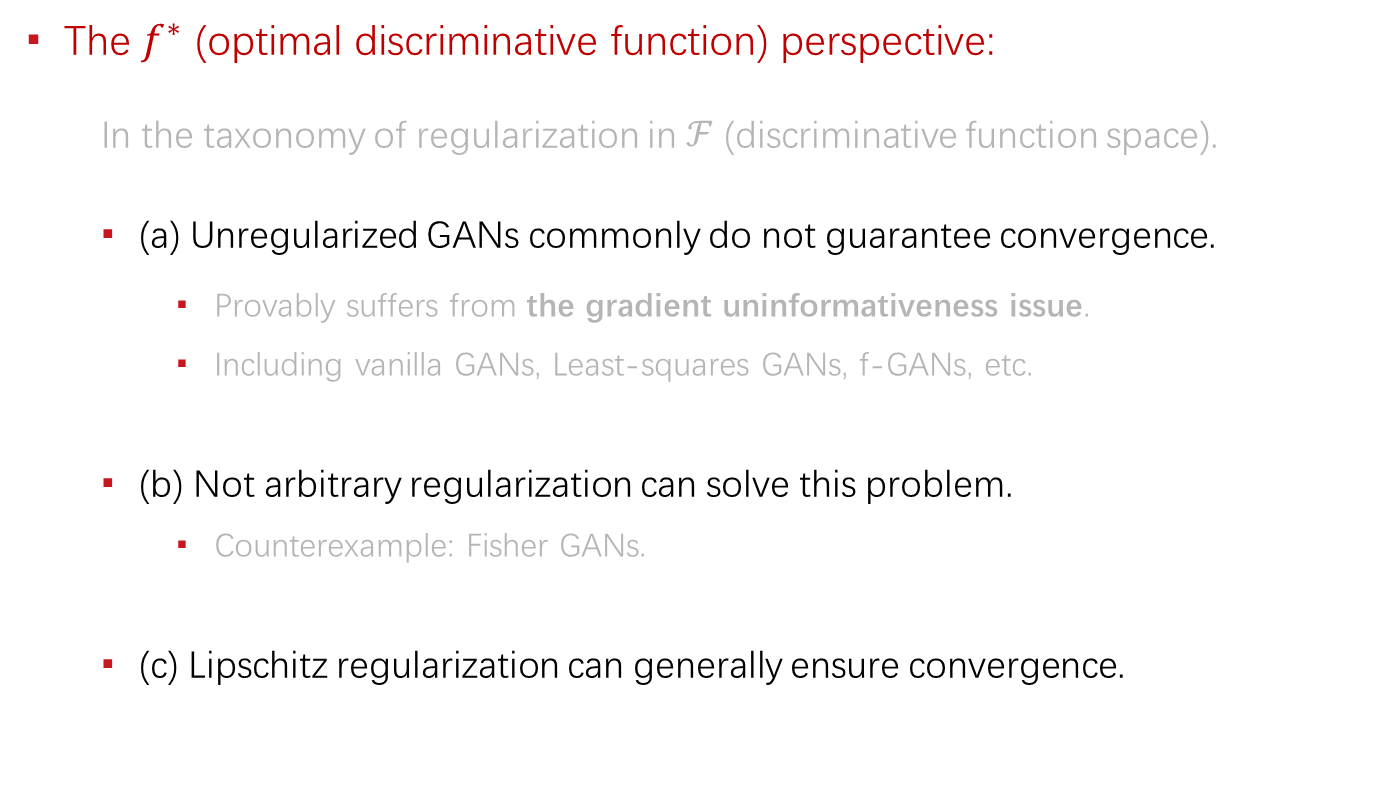 ▪ The f* (optimal discriminative function) perspective:
In the taxonomy of regularization in ℱ (discriminative function space).
▪ (a) Unregularized GANs commonly do not guarantee convergence.
▪ Provably suffers from the gradient uninformativeness issue.
▪ Including vanilla GANs, Least-squares GANs, f-GANs, etc.
▪ (b) Not arbitrary regularization can solve this problem.
▪ Counterexample: Fisher GANs.
▪ (c) Lipschitz regularization can generally ensure convergence.